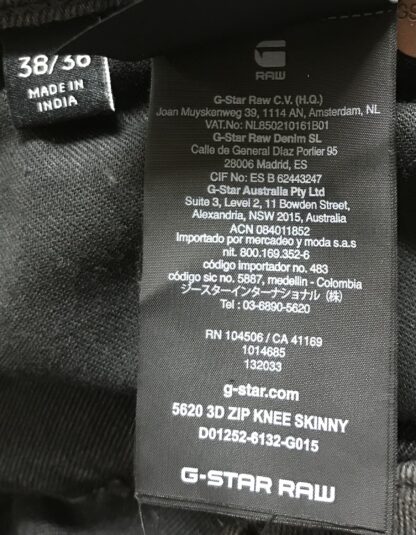 38/36
MADE IN
INDIA
RAW
G-Star Raw C.V. (H.Q.)
Joan Muyskenweg 39, 1114 AN, Amsterdam, NL
VAT.No: NL850210161B01
G-Star Raw Denim SL
Calle de General Díaz Porlier 95
28006 Madrid, ES
CIF No: ES B 62443247
G-Star Australia Pty Ltd
Suite 3, Level 2, 11 Bowden Street,
Alexandria, NSW 2015, Australia
ACN 084011852
Importado por mercadeo y moda s.a.s
nit. 800.169.352-6
código importador no. 483
código sic no. 5887, medellin - Colombia
ジースターインターナショナル (株)
Tel : 03-6890-5620
RN 104506 / CA 41169
1014685
132033
g-star.com
5620 3D ZIP KNEE SKINNY
D01252-6132-G015
G-STAR RAW